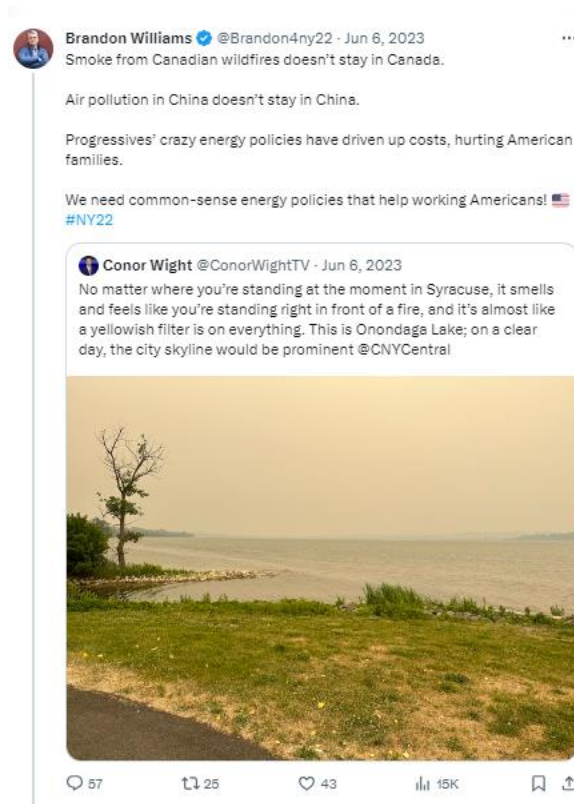 Brandon Williams @Brandon4ny22 · Jun 6, 2023
Smoke from Canadian wildfires doesn't stay in Canada.
Air pollution in China doesn't stay in China.
Progressives' crazy energy policies have driven up costs, hurting American
families.
We need common-sense energy policies that help working Americans! 🇺🇸
#NY22
Conor Wight @ConorWightTV · Jun 6, 2023
No matter where you're standing at the moment in Syracuse, it smells
and feels like you're standing right in front of a fire, and it's almost like
a yellowish filter is on everything. This is Onondaga Lake; on a clear
day, the city skyline would be prominent @CNYCentral
57 25 43 15K